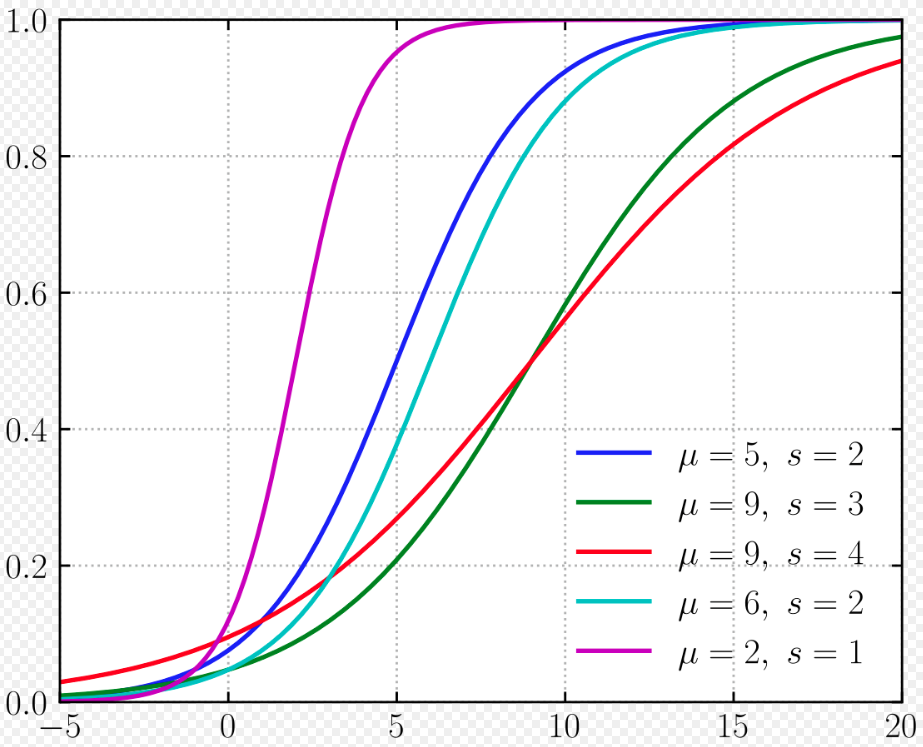 1.0
0.8
0.6
0.4
0.2
0.0
−5 0 5 10 15 20
μ = 5, s = 2
μ = 9, s = 3
μ = 9, s = 4
μ = 6, s = 2
μ = 2, s = 1